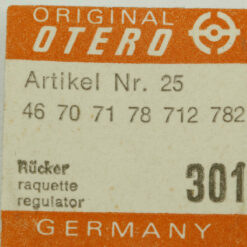 ORIGINAL
OTERO
Artikel Nr. 25
46 70 71 78 712 782
Rücker
raquette
regulator
301
GERMANY